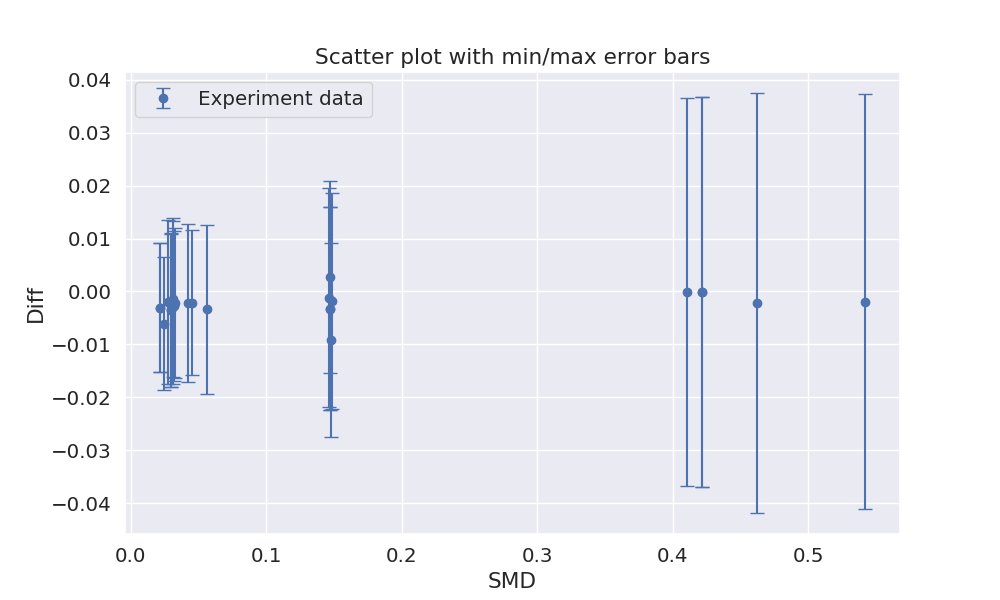 Scatter plot with min/max error bars
Experiment data
0.04
0.03
0.02
0.01
0.00
−0.01
−0.02
−0.03
−0.04
Diff
0.0 0.1 0.2 0.3 0.4 0.5
SMD